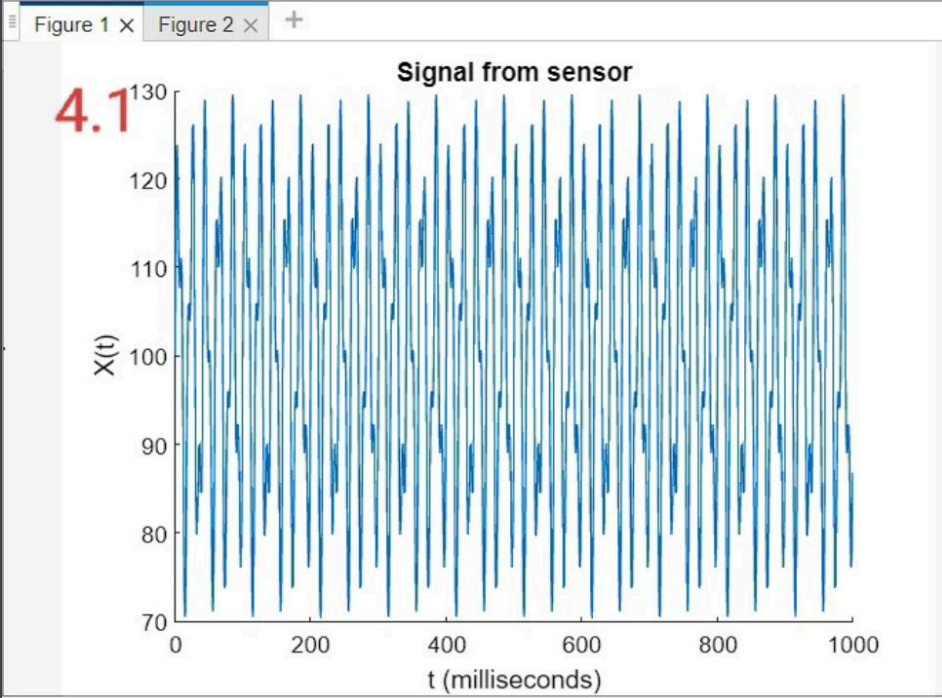 Figure 1 × Figure 2 × +
Signal from sensor
4.1
130
120
110
100
90
80
70
X(t)
0 200 400 600 800 1000
t (milliseconds)